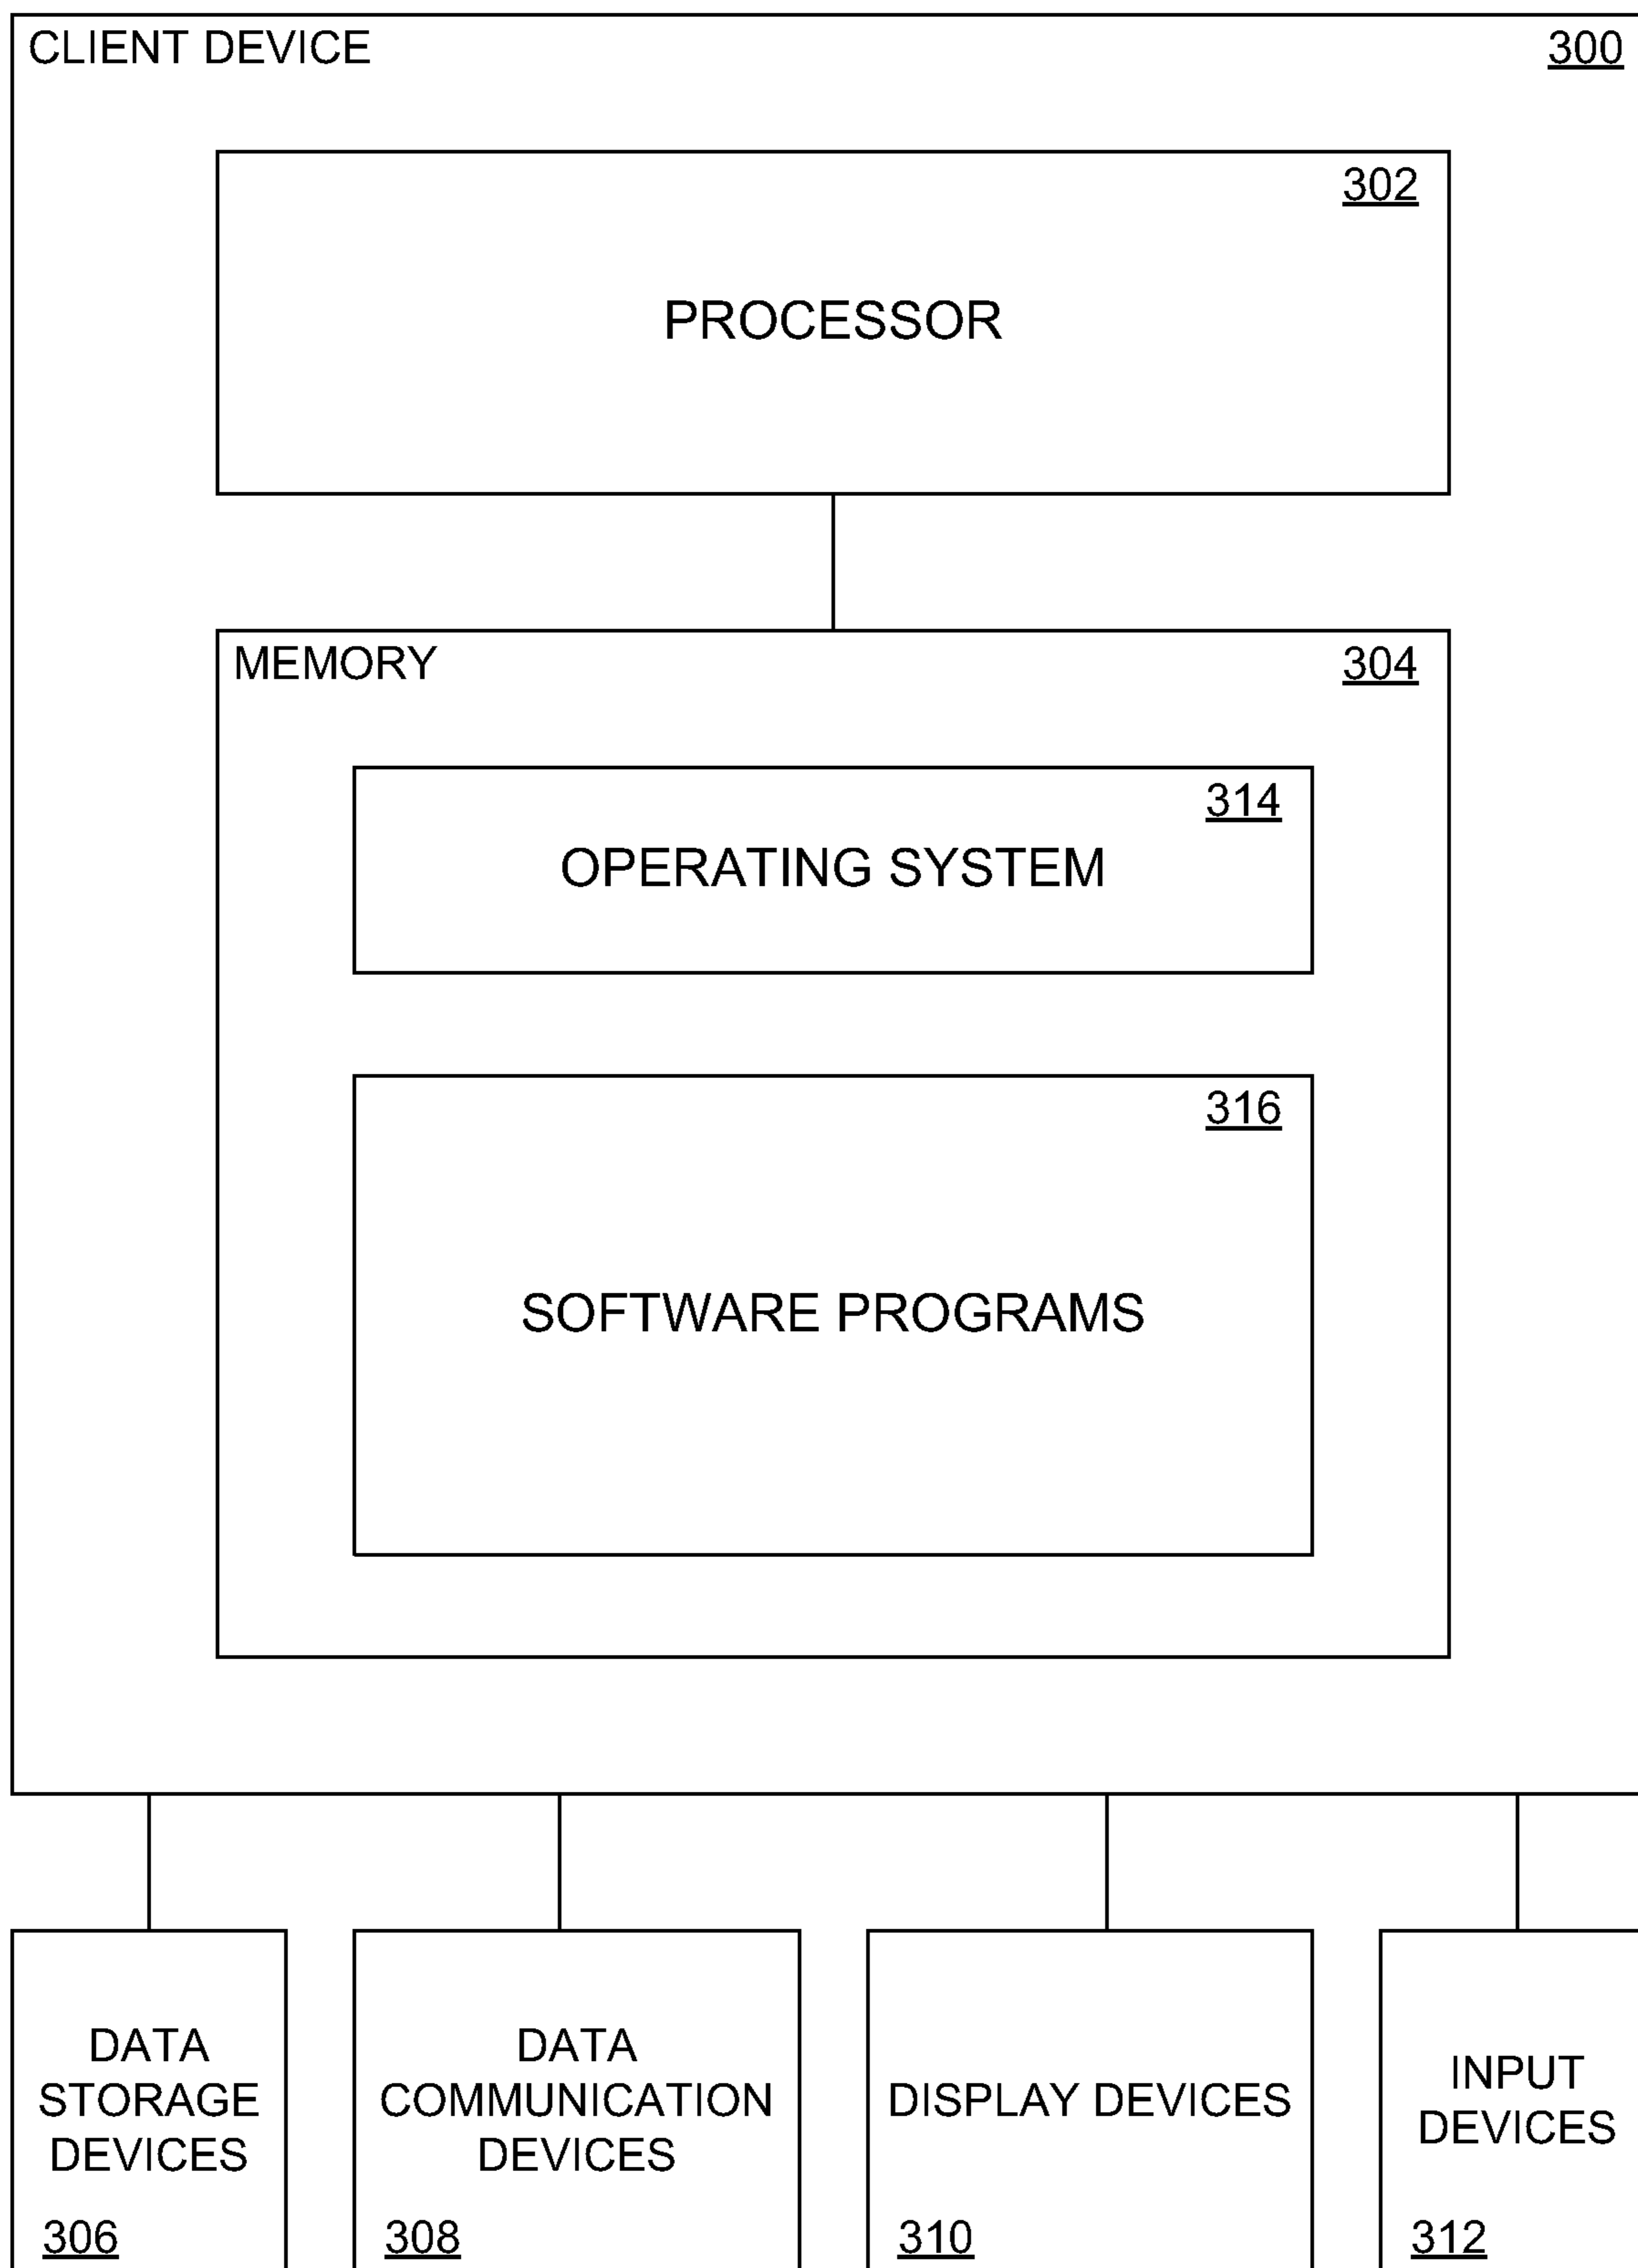 CLIENT DEVICE 300
302
PROCESSOR
MEMORY 304
314
OPERATING SYSTEM
316
SOFTWARE PROGRAMS
DATA
STORAGE
DEVICES
306
DATA
COMMUNICATION
DEVICES
308
DISPLAY DEVICES
310
INPUT
DEVICES
312